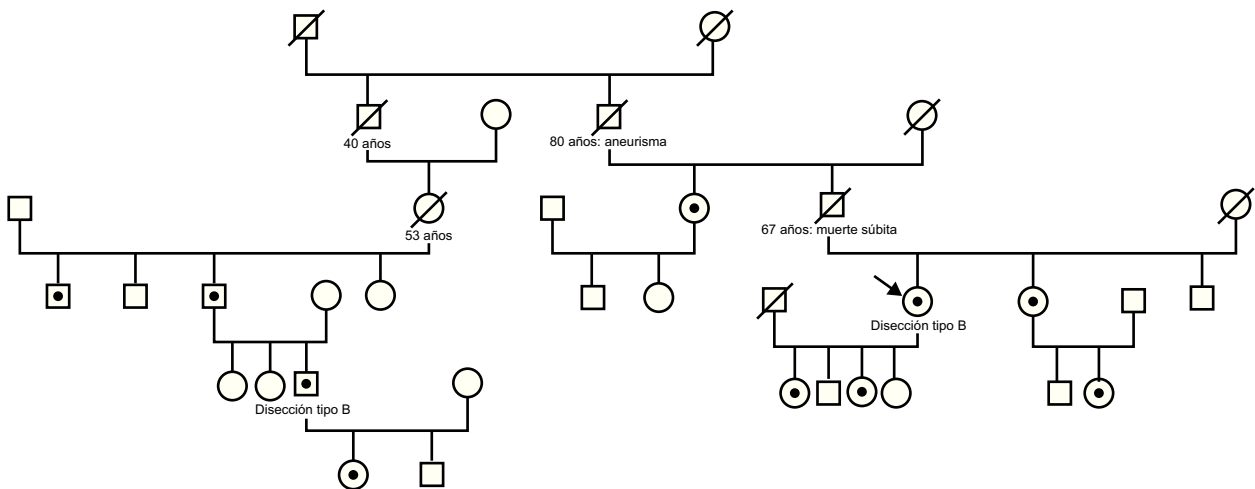 40 años
80 años: aneurisma
53 años
67 años: muerte súbita
Disección tipo B
Disección tipo B